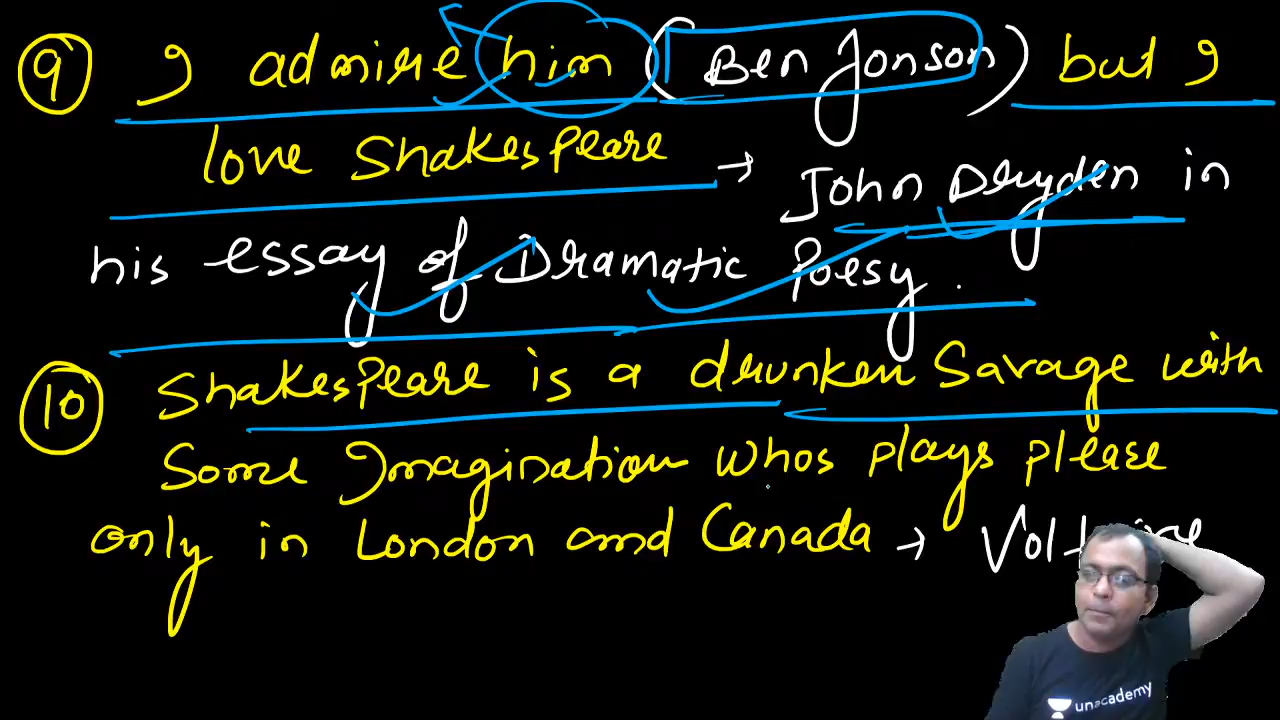 9 I admire him (Ben Jonson) but I
love Shakespeare → John Dryden in
his essay of Dramatic Poesy.
10 Shakespeare is a drunken Savage with
Some Imagination whos plays please
only in London and Canada → Voltaire
unacademy